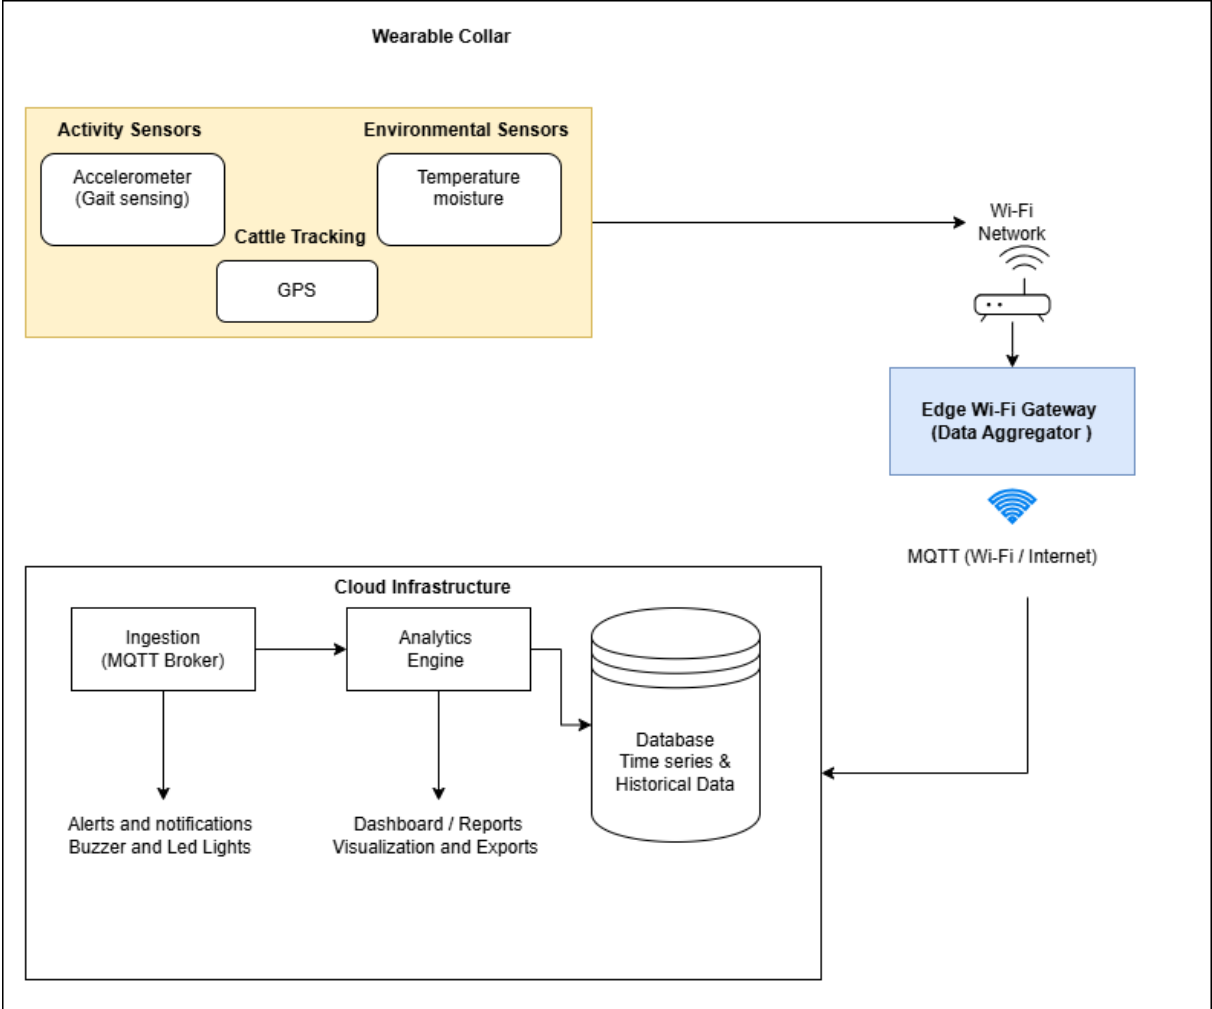 Wearable Collar
Activity Sensors
Environmental Sensors
Accelerometer
(Gait sensing)
Temperature
moisture
Cattle Tracking
GPS
Wi-Fi
Network
Edge Wi-Fi Gateway
(Data Aggregator )
MQTT (Wi-Fi / Internet)
Cloud Infrastructure
Ingestion
(MQTT Broker)
Analytics
Engine
Database
Time series &
Historical Data
Alerts and notifications
Buzzer and Led Lights
Dashboard / Reports
Visualization and Exports